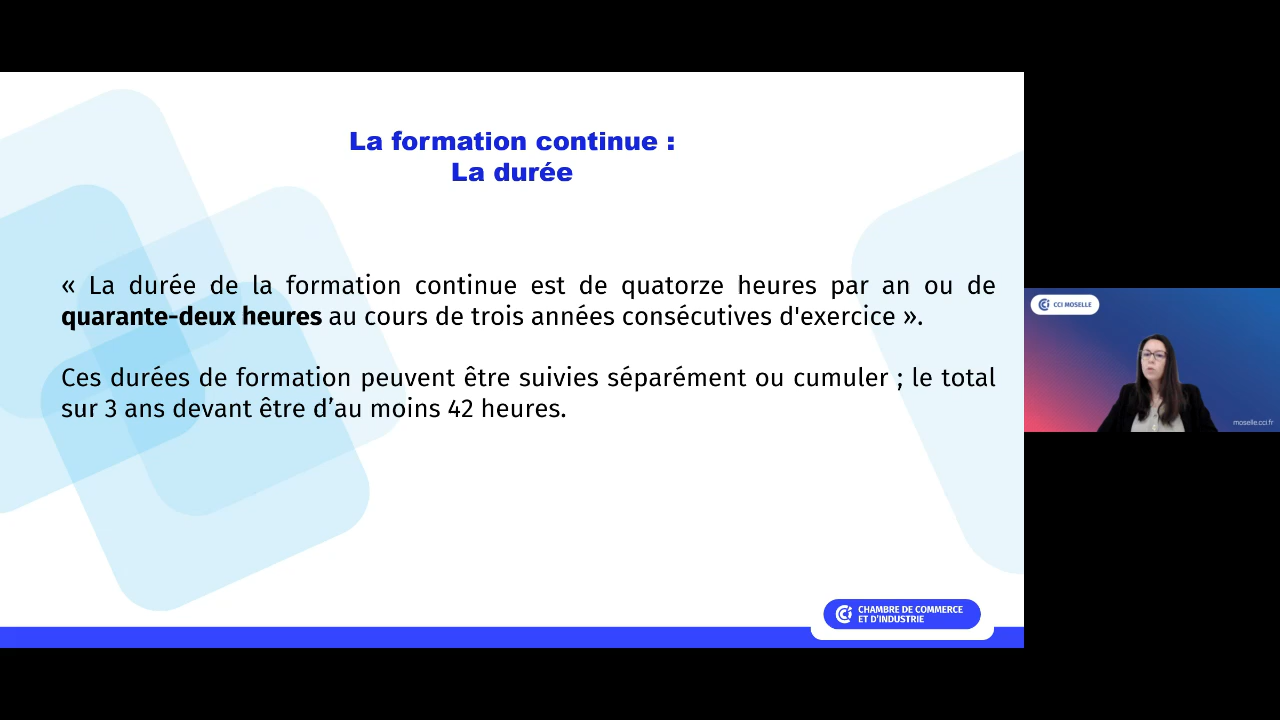 La formation continue :
La durée
« La durée de la formation continue est de quatorze heures par an ou de
quarante-deux heures au cours de trois années consécutives d'exercice ».
Ces durées de formation peuvent être suivies séparément ou cumuler ; le total
sur 3 ans devant être d’au moins 42 heures.
CHAMBRE DE COMMERCE
ET D'INDUSTRIE
CCI MOSELLE
moselle.cci.fr